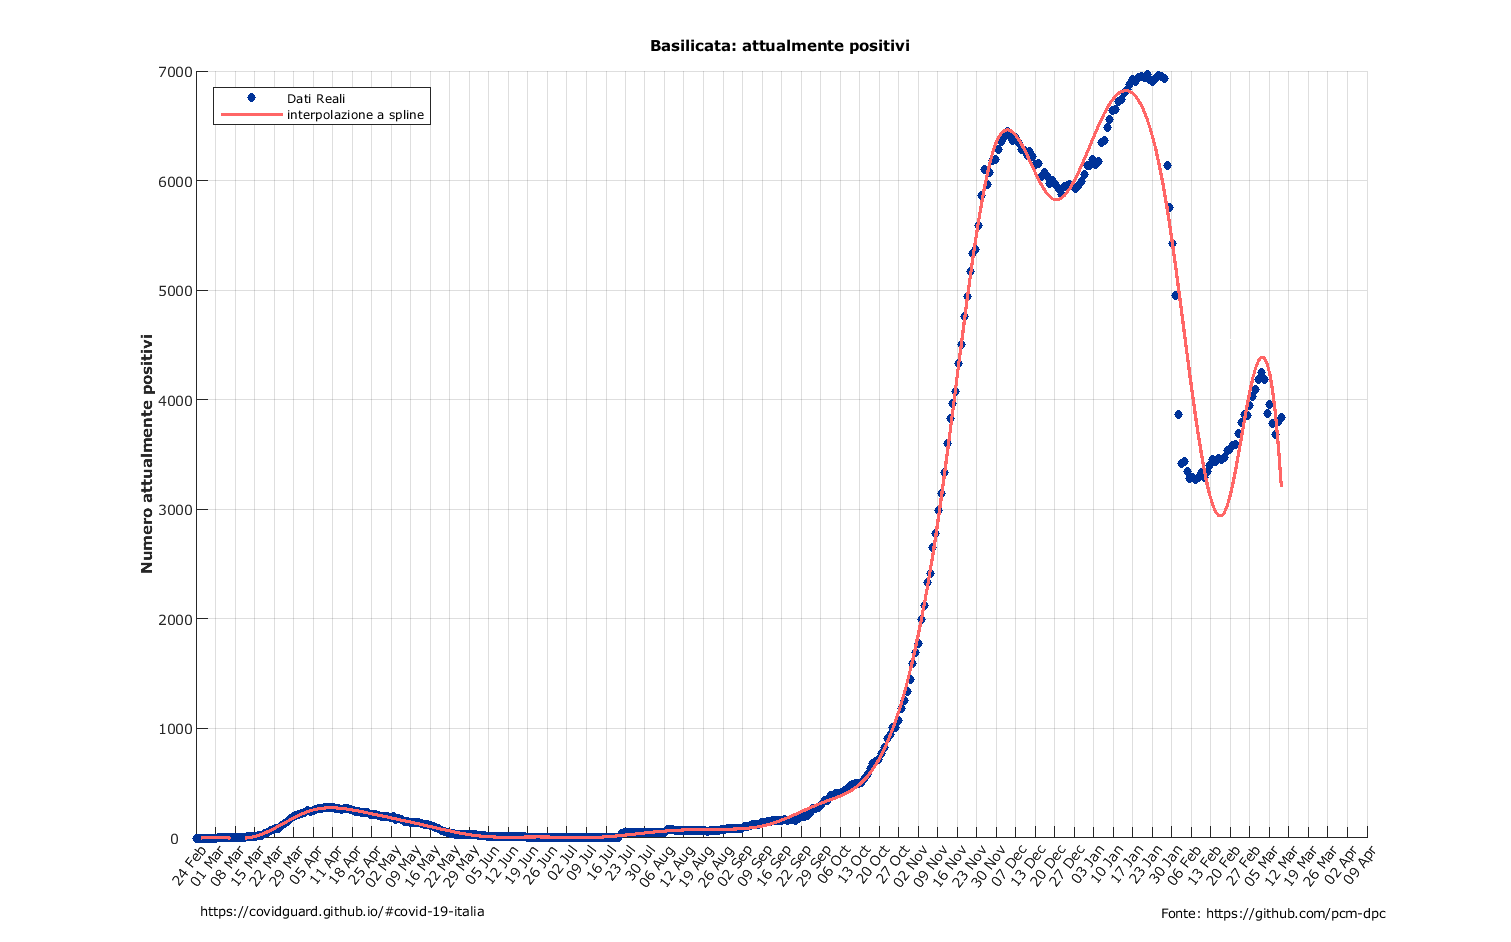 Basilicata: attualmente positivi
Dati Reali
interpolazione a spline
Numero attualmente positivi
7000
6000
5000
4000
3000
2000
1000
0
24 Feb
01 Mar
08 Mar
15 Mar
22 Mar
29 Mar
05 Apr
11 Apr
18 Apr
25 Apr
02 May
09 May
16 May
22 May
29 May
05 Jun
12 Jun
19 Jun
26 Jun
02 Jul
09 Jul
16 Jul
23 Jul
30 Jul
06 Aug
12 Aug
19 Aug
26 Aug
02 Sep
09 Sep
16 Sep
22 Sep
29 Sep
06 Oct
13 Oct
20 Oct
27 Nov
02 Nov
09 Nov
16 Nov
23 Nov
30 Dec
07 Dec
13 Dec
20 Dec
27 Jan
03 Jan
10 Jan
17 Jan
23 Jan
30 Jan
06 Feb
13 Feb
20 Feb
27 Feb
05 Mar
12 Mar
19 Mar
26 Mar
02 Apr
09 Apr
https://covidguard.github.io/#covid-19-italia
Fonte: https://github.com/pcm-dpc